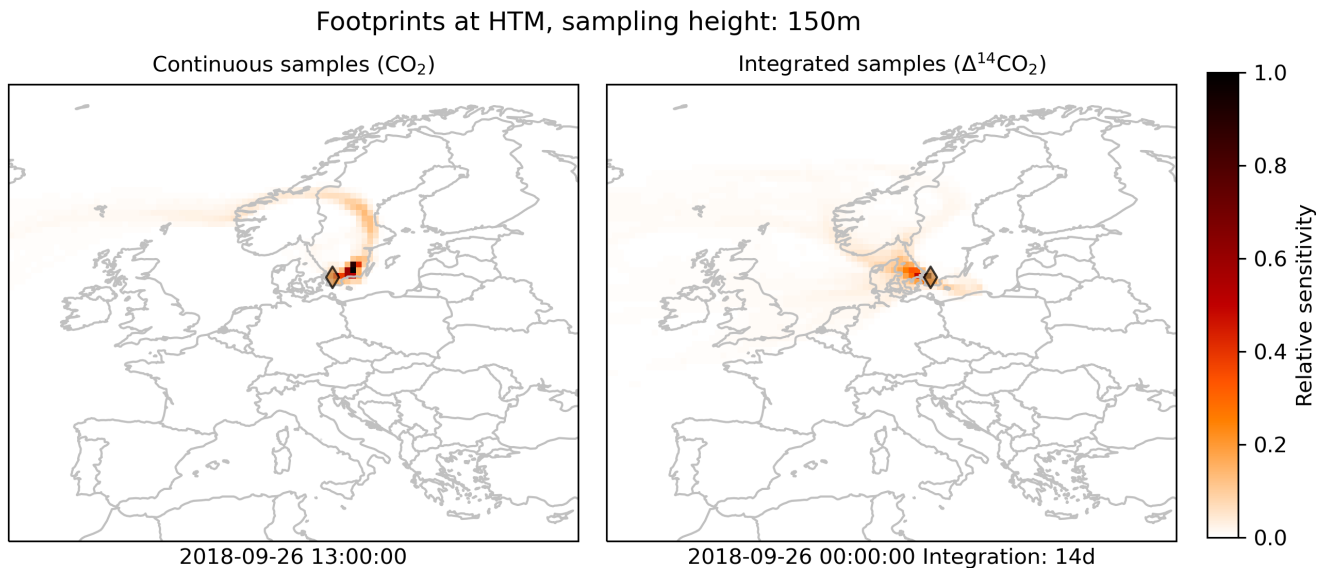 Footprints at HTM, sampling height: 150m
Continuous samples (CO₂)
Integrated samples (Δ¹⁴CO₂)
1.0
0.8
0.6
0.4
0.2
0.0
Relative sensitivity
2018-09-26 13:00:00
2018-09-26 00:00:00 Integration: 14d